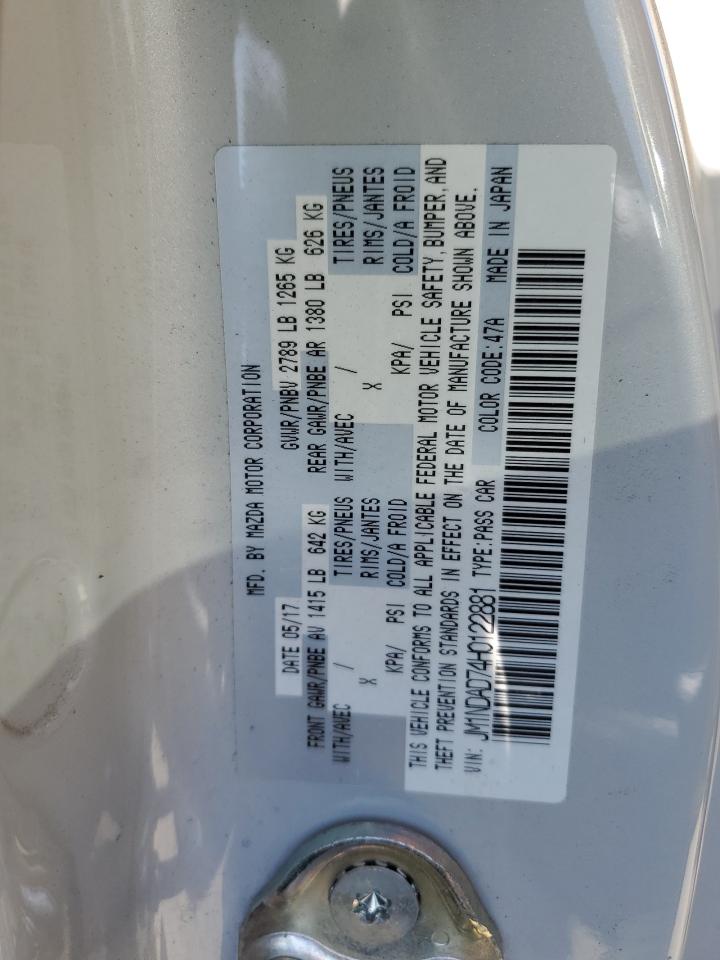 MFD. BY MAZDA MOTOR CORPORATION
DATE 05/17 GVWR/PNBV 2789 LB 1265 KG
FRONT GAWR/PNBE AV 1415 LB 642 KG REAR GAWR/PNBE AR 1380 LB 626 KG
WITH/AVEC / TIRES/PNEUS WITH/AVEC / TIRES/PNEUS
X RIMS/JANTES X RIMS/JANTES
KPA/ PSI COLD/A FROID KPA/ PSI COLD/A FROID
THIS VEHICLE CONFORMS TO ALL APPLICABLE FEDERAL MOTOR VEHICLE SAFETY, BUMPER, AND
THEFT PREVENTION STANDARDS IN EFFECT ON THE DATE OF MANUFACTURE SHOWN ABOVE.
VIN: JM1NDAD74H0122881 TYPE:PASS CAR COLOR CODE:47A MADE IN JAPAN